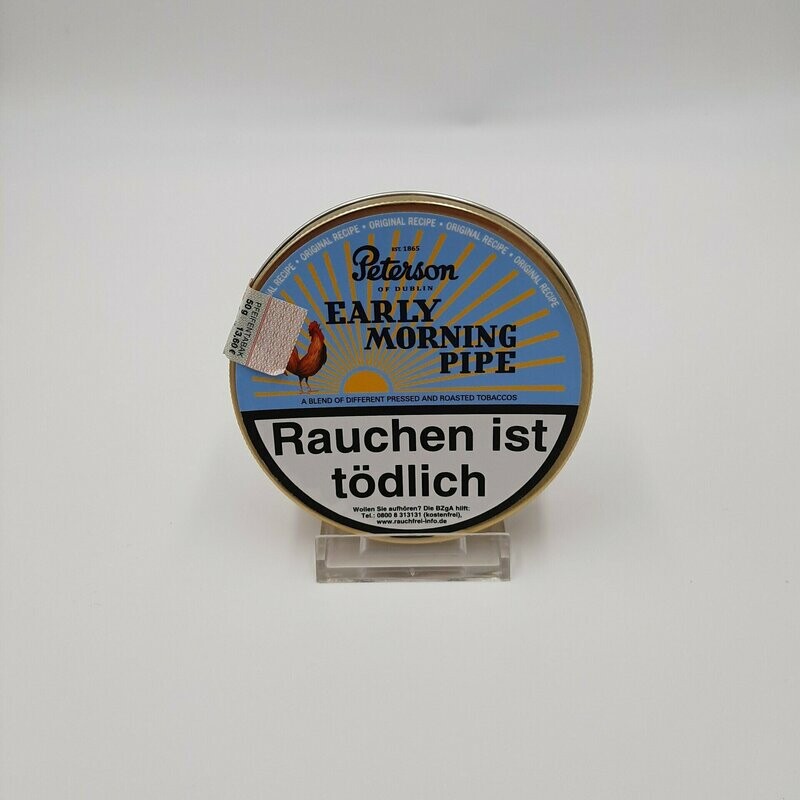 AL RECIPE • ORIGINAL RECIPE • ORIGINAL RECIPE • ORIGINAL RECIPE • ORIGINAL RECIPE
EST. 1865
Peterson
OF DUBLIN
EARLY
MORNING
PIPE
PFEIFENTABAK
50 g 13,60 €
A BLEND OF DIFFERENT PRESSED AND ROASTED TOBACCOS
Rauchen ist
tödlich
Wollen Sie aufhören? Die BZgA hilft:
Tel.: 0800 8 313131 (kostenfrei),
www.rauchfrei-info.de